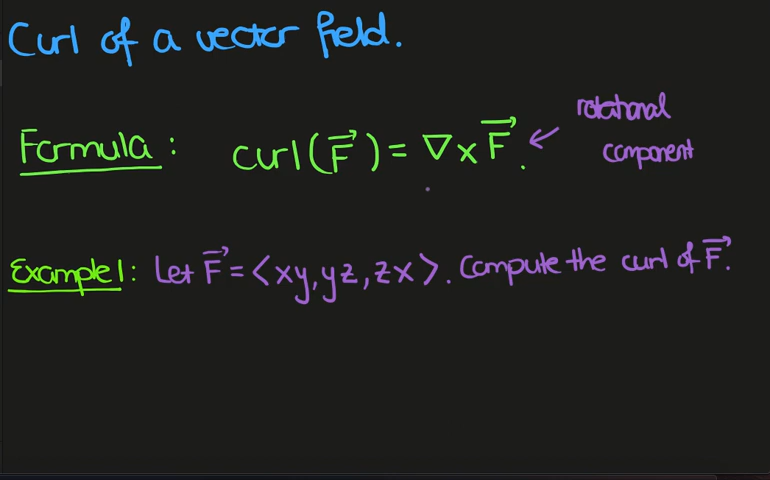 Curl of a vector field.
Formula: curl(F⃗) = ∇ × F⃗. ← rotational
component
Example 1: Let F⃗ = ⟨xy, yz, zx⟩. Compute the curl of F⃗.